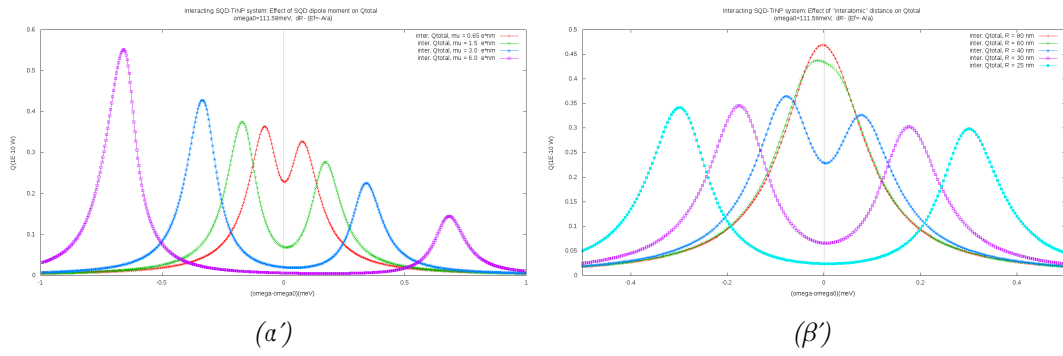 Interacting SQD-TINP system: Effect of SQD dipole moment on Qtotal
omega0=111.58meV, dR- (Ef=-A/a)
inter. Qtotal, mu = 0.65 e*nm
inter. Qtotal, mu = 1.5 e*nm
inter. Qtotal, mu = 3.0 e*nm
inter. Qtotal, mu = 6.0 e*nm
Q(1E-10 W)
0.6
0.5
0.4
0.3
0.2
0.1
0
-1
-0.5
0
0.5
1
(omega-omega0)(meV)
(α′)
Interacting SQD-TINP system: Effect of "interatomic" distance on Qtotal
omega0=111.58meV, dR - (Ef=-A/a)
inter. Qtotal, R = 80 nm
inter. Qtotal, R = 60 nm
inter. Qtotal, R = 40 nm
inter. Qtotal, R = 30 nm
inter. Qtotal, R = 25 nm
Q(1E-10 W)
0.5
0.45
0.4
0.35
0.3
0.25
0.2
0.15
0.1
0.05
0
-0.4
-0.2
0
0.2
0.4
(omega-omega0)(meV)
(β′)